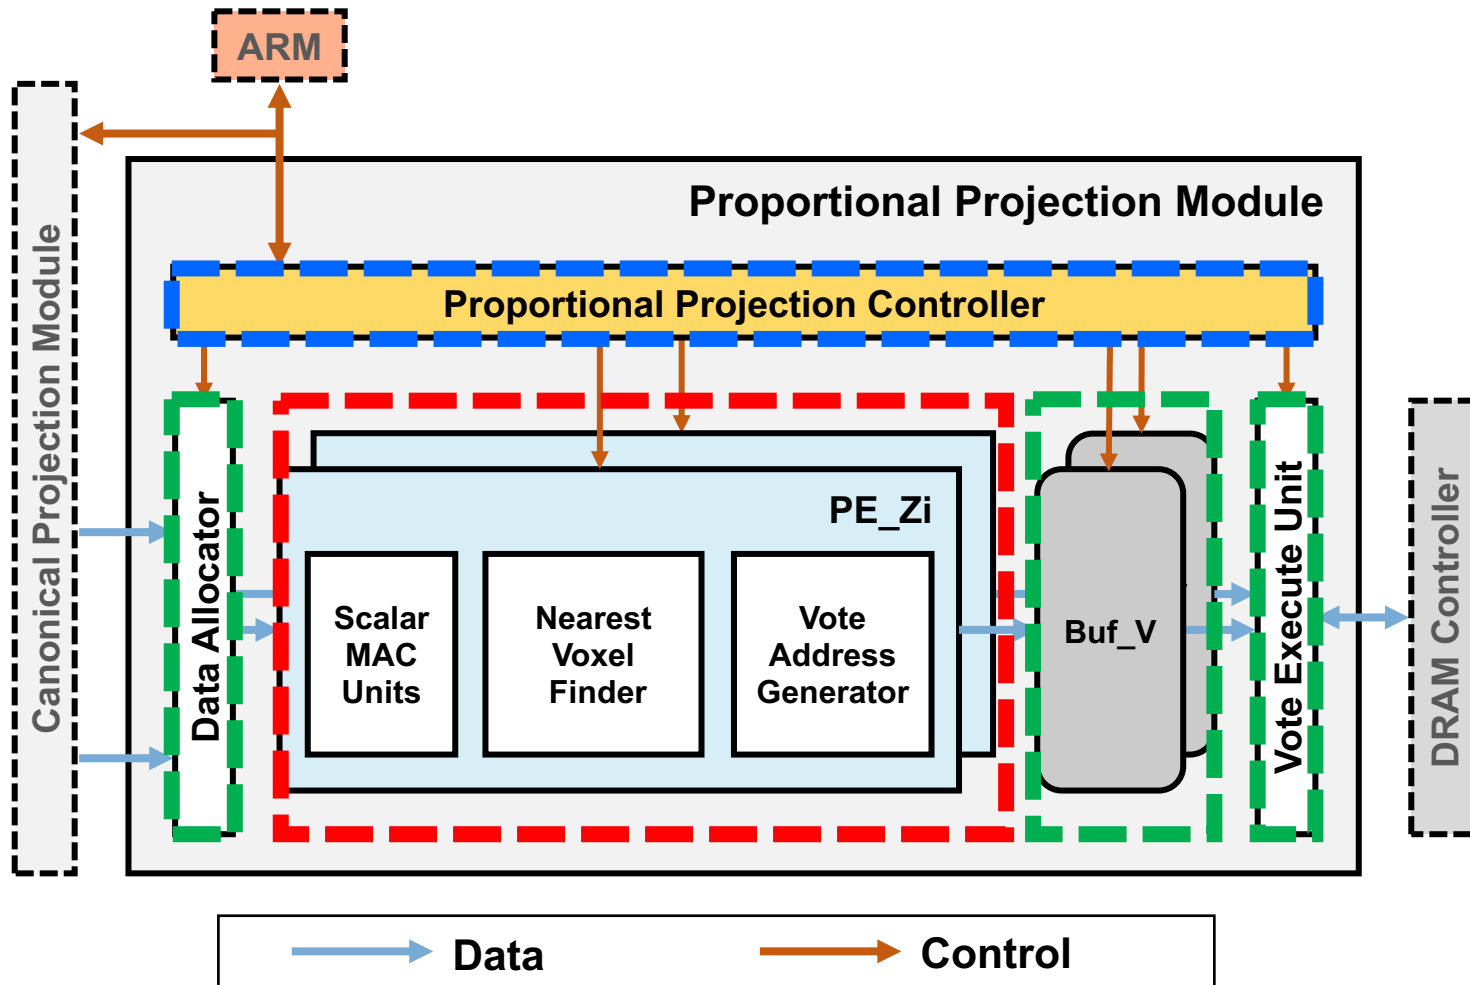 ARM
Canonical Projection Module
Proportional Projection Module
Proportional Projection Controller
Data Allocator
PE_Zi
Scalar
MAC
Units
Nearest
Voxel
Finder
Vote
Address
Generator
Buf_V
Vote Execute Unit
DRAM Controller
Data
Control